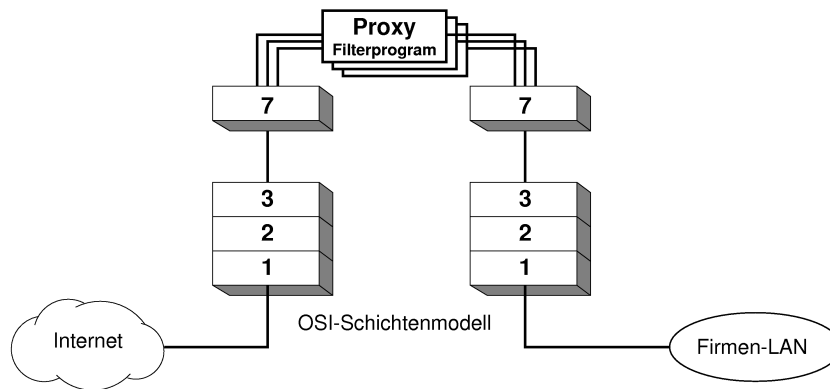 Proxy
Filterprogram
7
7
3
3
2
2
1
1
OSI-Schichtenmodell
Internet
Firmen-LAN